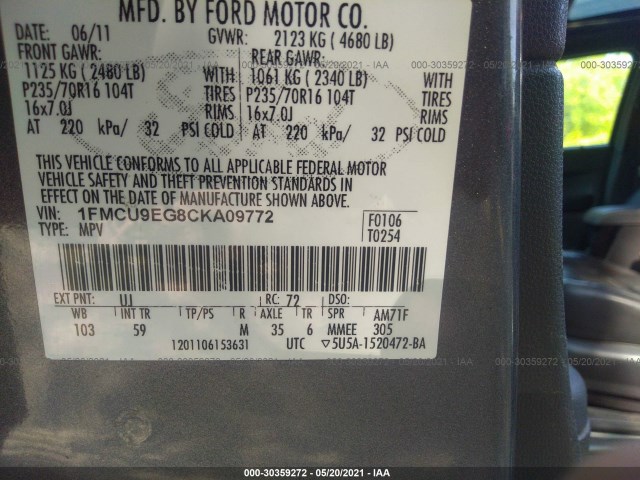 MFD. BY FORD MOTOR CO.
DATE: 06/11 GVWR: 2123 KG ( 4680 LB)
FRONT GAWR: REAR GAWR:
1125 KG ( 2480 LB) WITH 1061 KG ( 2340 LB) WITH
P235/70R16 104T TIRES P235/70R16 104T TIRES
16x7.0J RIMS 16x7.0J RIMS
AT 220 kPa/ 32 PSI COLD AT 220 kPa/ 32 PSI COLD
THIS VEHICLE CONFORMS TO ALL APPLICABLE FEDERAL MOTOR
VEHICLE SAFETY AND THEFT PREVENTION STANDARDS IN
EFFECT ON THE DATE OF MANUFACTURE SHOWN ABOVE.
VIN: 1FMCU9EG8CKA09772 F0106
TYPE: MPV T0254
EXT PNT: UJ RC: 72 DSO:
WB INT TR TP/PS R AXLE TR SPR AM71F
103 59 M 35 6 MMEE 305
12011061S3631 UTC ▽5U5A-1520472-BA
000-30359272 — 05/20/2021 — IAA